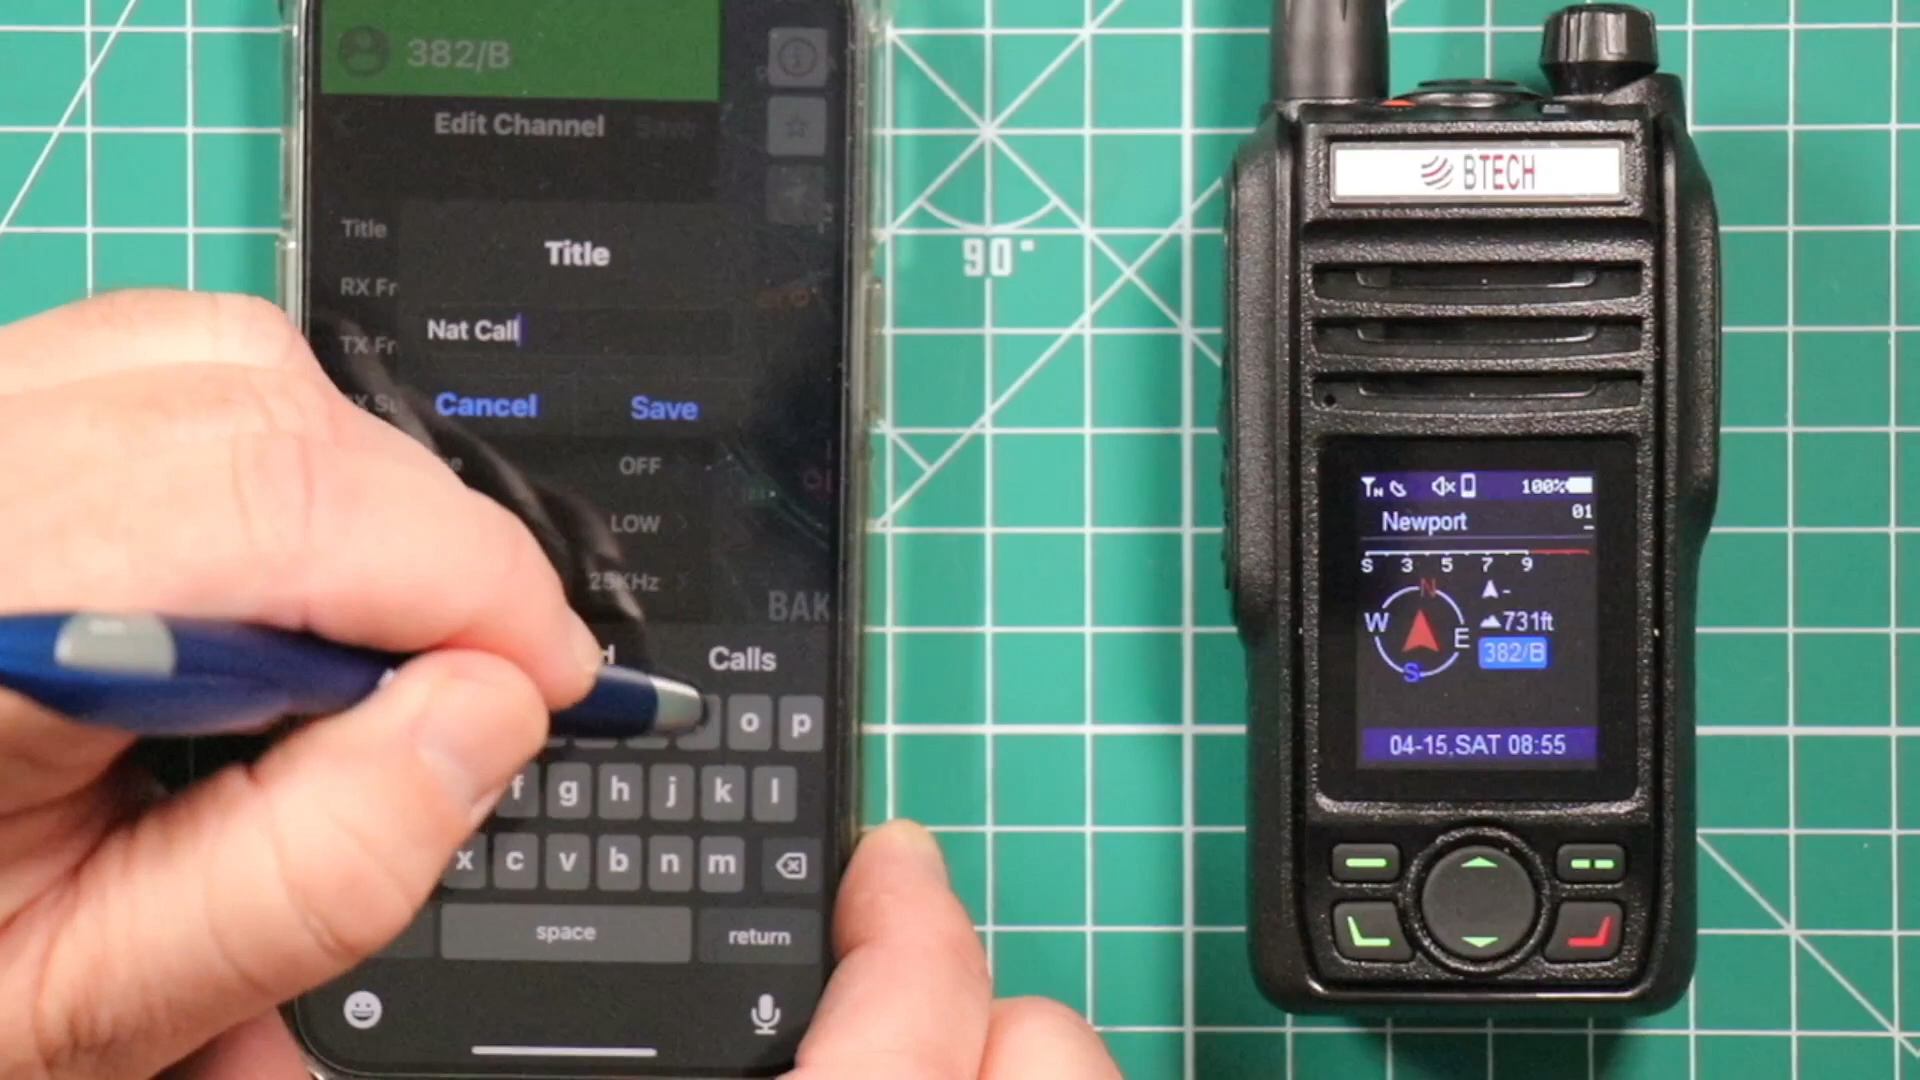 382/B
Edit Channel Save
Title
RX Fr
TX Fr
Title
Nat Call
Cancel Save
OFF
LOW
25KHz
BAK
Calls
o p
f g h j k l
x c v b n m
space return
90°
BTECH
100%
Newport 01
S 3 5 7 9
N
W E
S
731ft
382/B
04-15,SAT 08:55